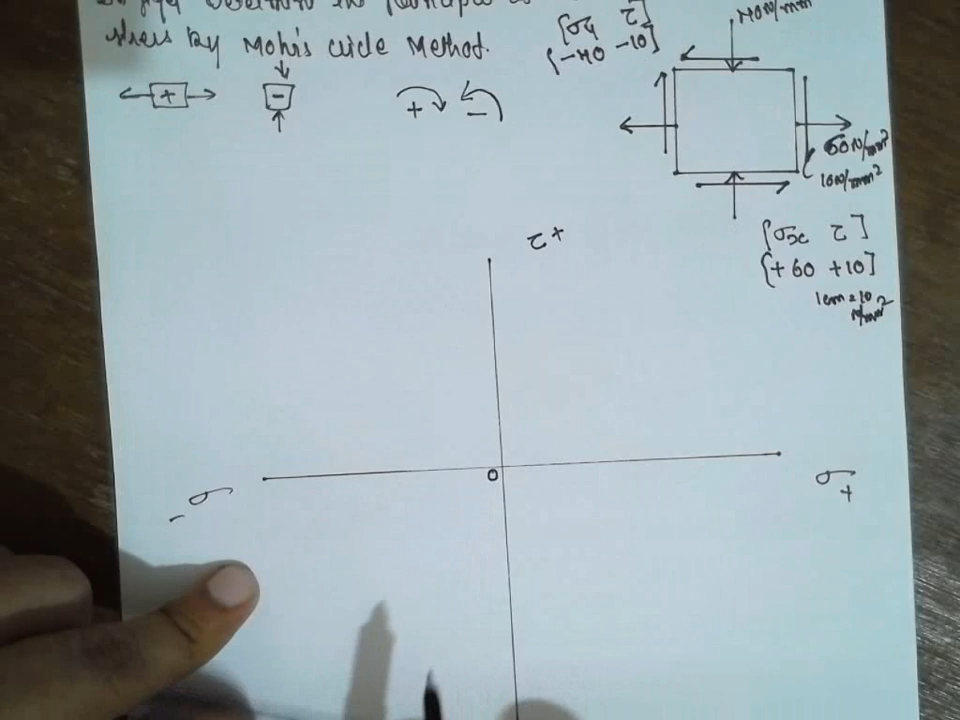 stress by Mohr's circle Method.
[σy τ]
[-40 -10]
40N/mm
+
-
+
-
60N/mm²
10N/mm²
[σx τ]
[+60 +10]
1cm = 10
N/mm²
τ+
0
-σ
σ+